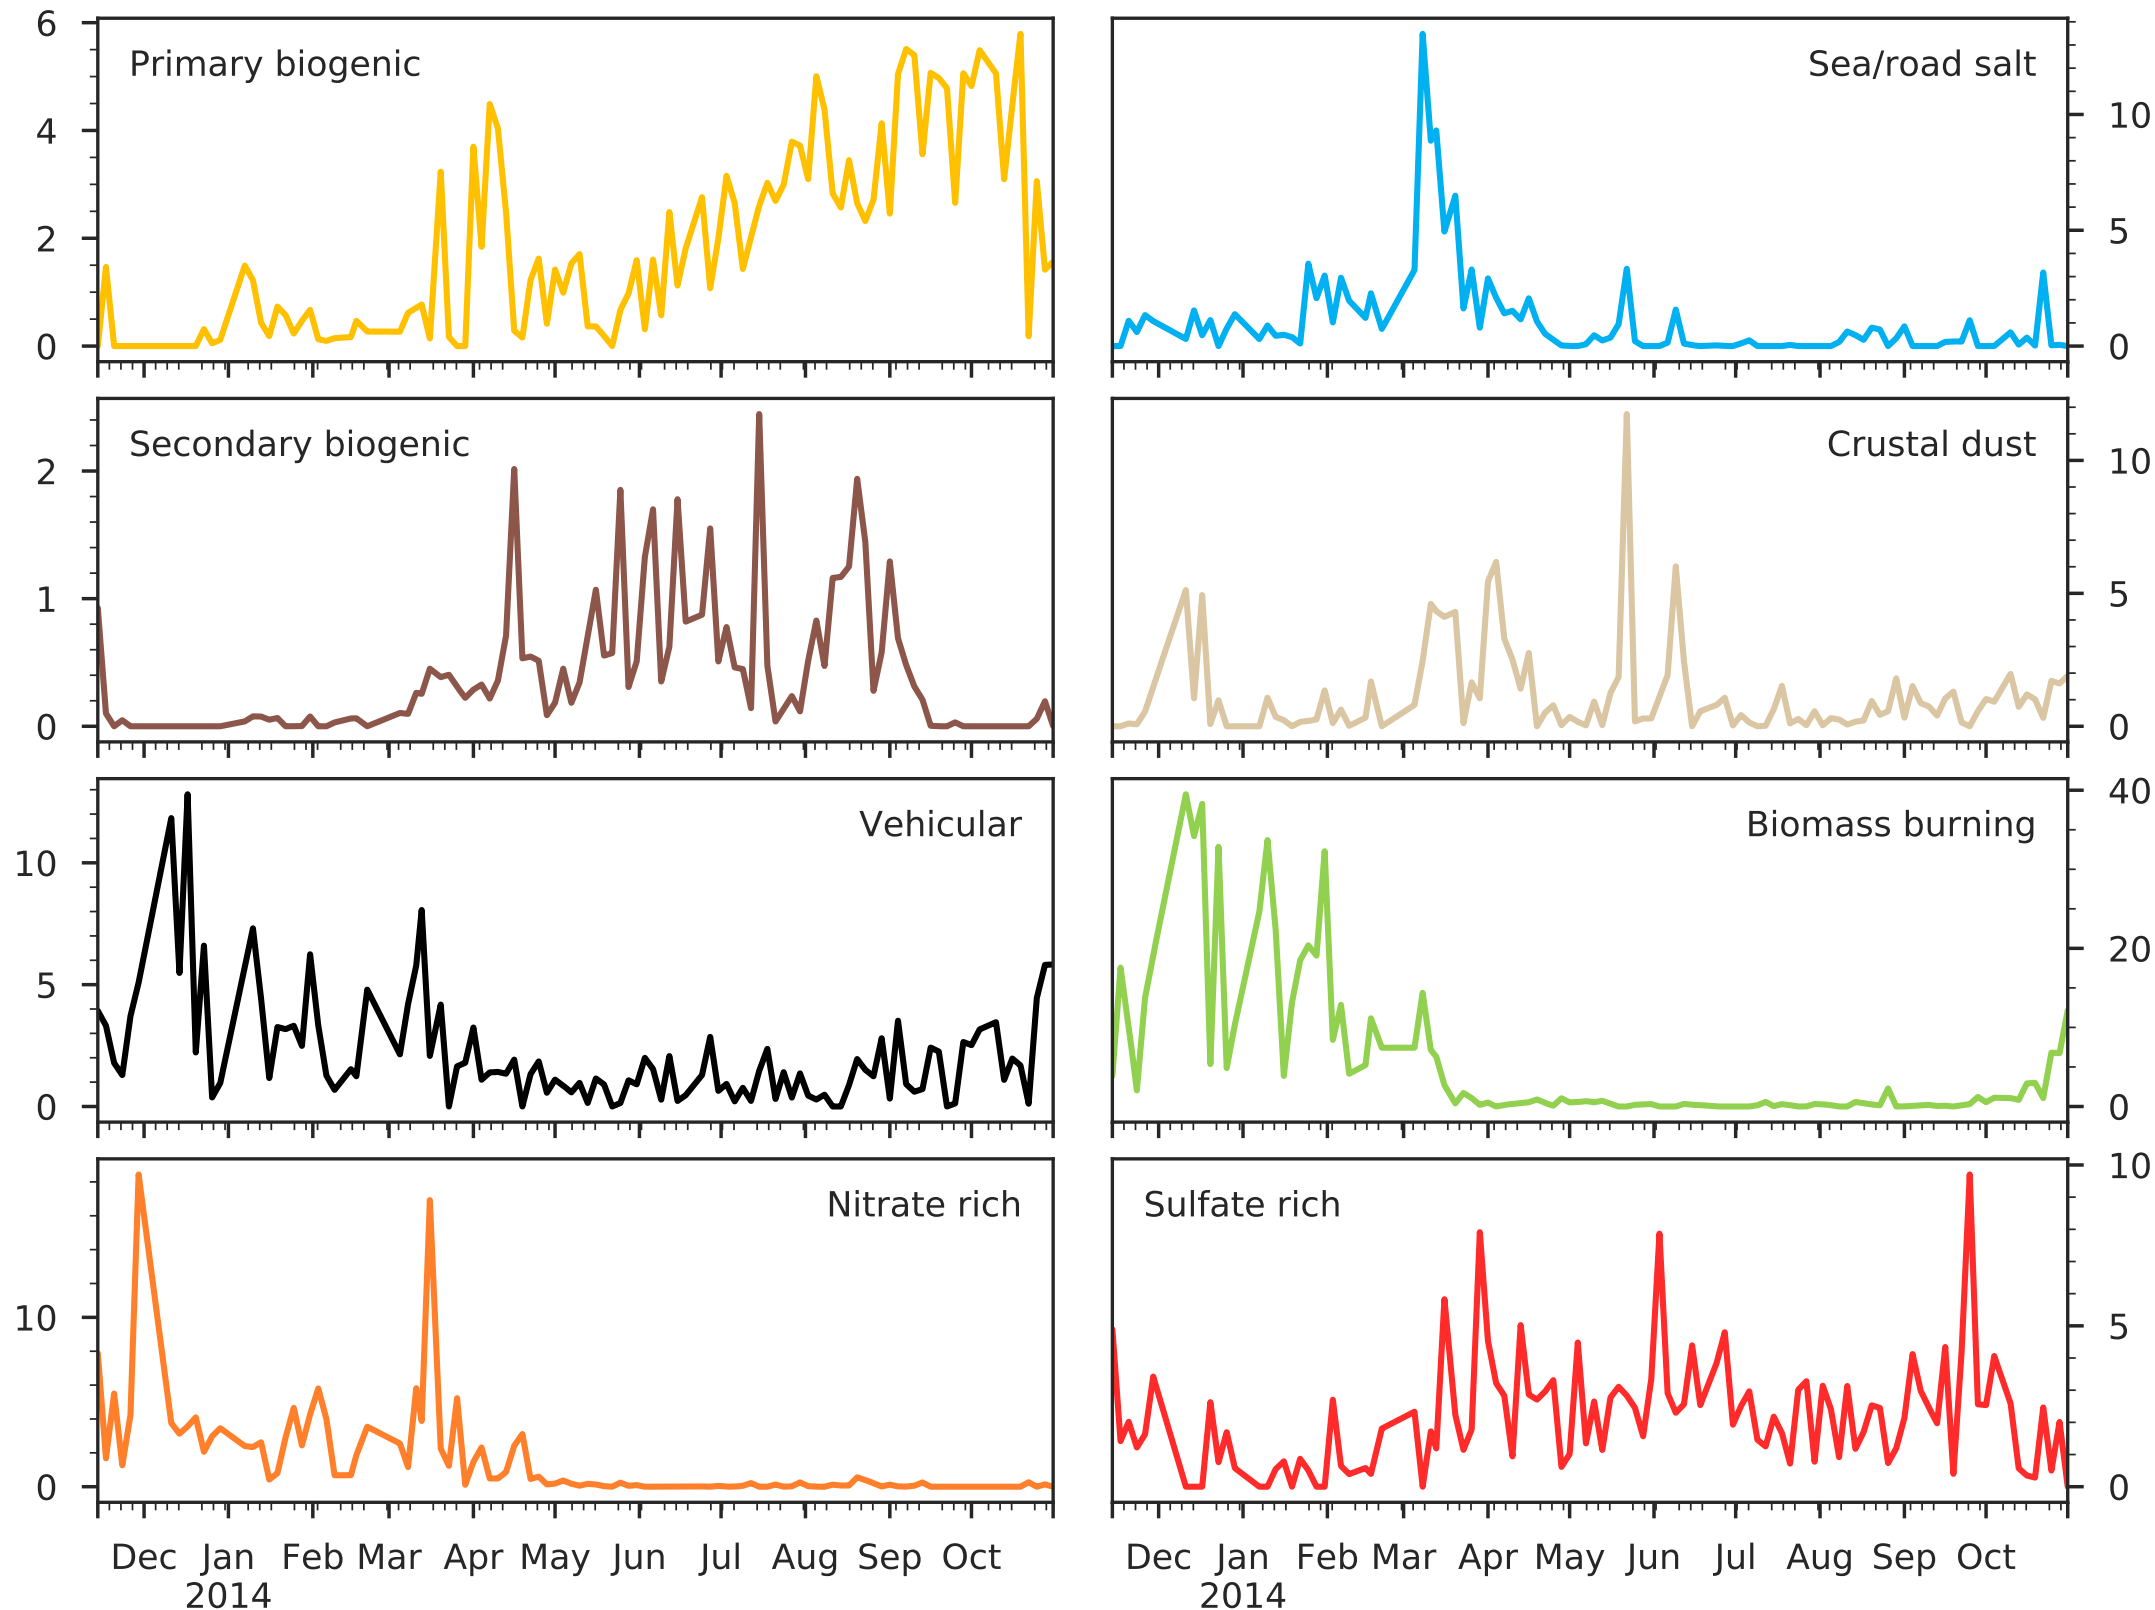 6
4
2
0
Primary biogenic
Sea/road salt
10
5
0
2
1
0
Secondary biogenic
Crustal dust
10
5
0
10
5
0
Vehicular
Biomass burning
40
20
0
10
0
Nitrate rich
Sulfate rich
10
5
0
Dec Jan Feb Mar Apr May Jun Jul Aug Sep Oct
2014
Dec Jan Feb Mar Apr May Jun Jul Aug Sep Oct
2014